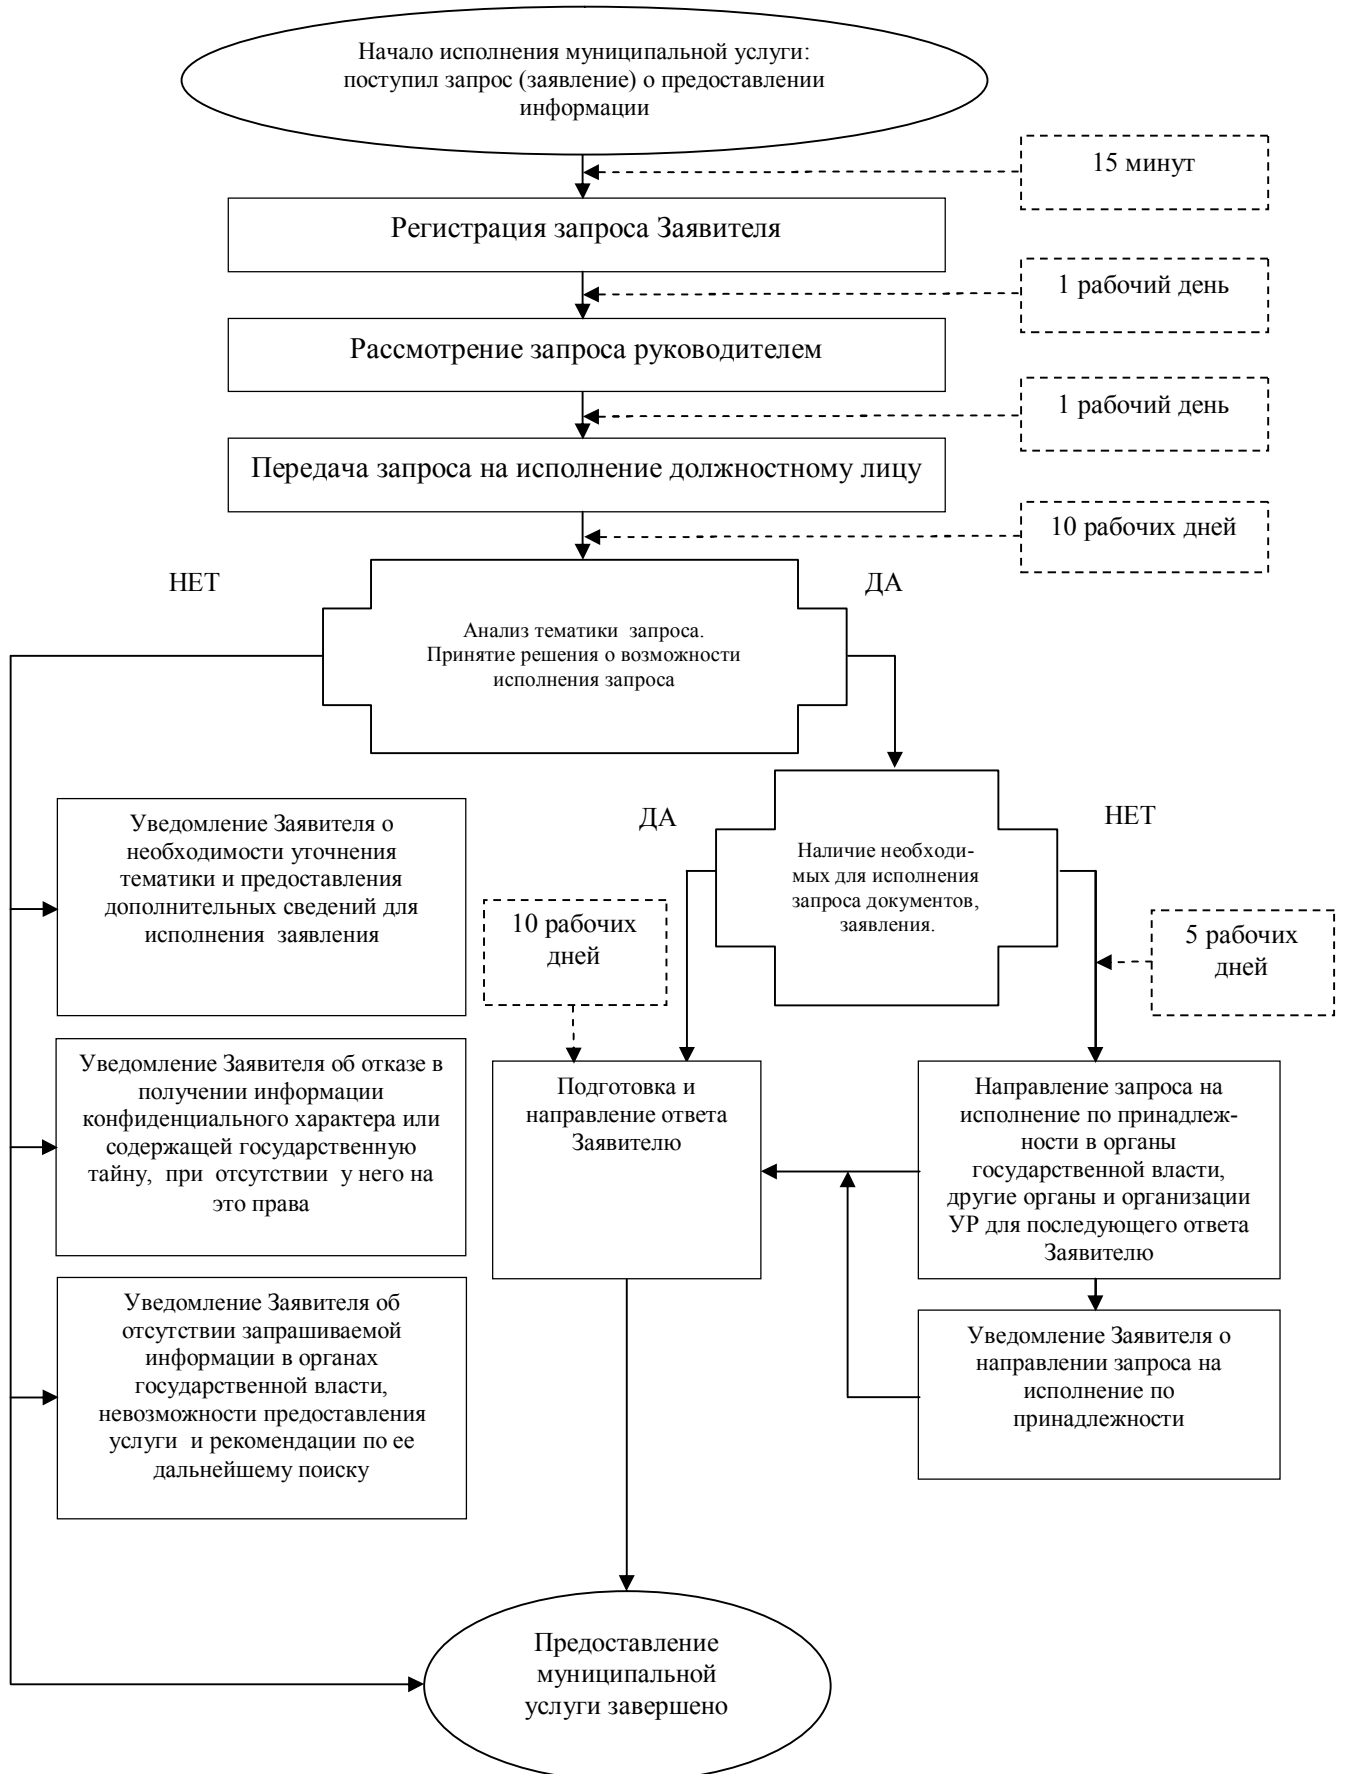 Начало исполнения муниципальной услуги:
поступил запрос (заявление) о предоставлении
информации
15 минут
Регистрация запроса Заявителя
1 рабочий день
Рассмотрение запроса руководителем
1 рабочий день
Передача запроса на исполнение должностному лицу
10 рабочих дней
НЕТ
ДА
Анализ тематики запроса.
Принятие решения о возможности
исполнения запроса
ДА
НЕТ
Наличие необходи-
мых для исполнения
запроса документов,
заявления.
Уведомление Заявителя о
необходимости уточнения
тематики и предоставления
дополнительных сведений для
исполнения заявления
10 рабочих
дней
5 рабочих
дней
Уведомление Заявителя об отказе в
получении информации
конфиденциального характера или
содержащей государственную
тайну, при отсутствии у него на
это права
Подготовка и
направление ответа
Заявителю
Направление запроса на
исполнение по принадлеж-
ности в органы
государственной власти,
другие органы и организации
УР для последующего ответа
Заявителю
Уведомление Заявителя об
отсутствии запрашиваемой
информации в органах
государственной власти,
невозможности предоставления
услуги и рекомендации по ее
дальнейшему поиску
Уведомление Заявителя о
направлении запроса на
исполнение по
принадлежности
Предоставление
муниципальной
услуги завершено